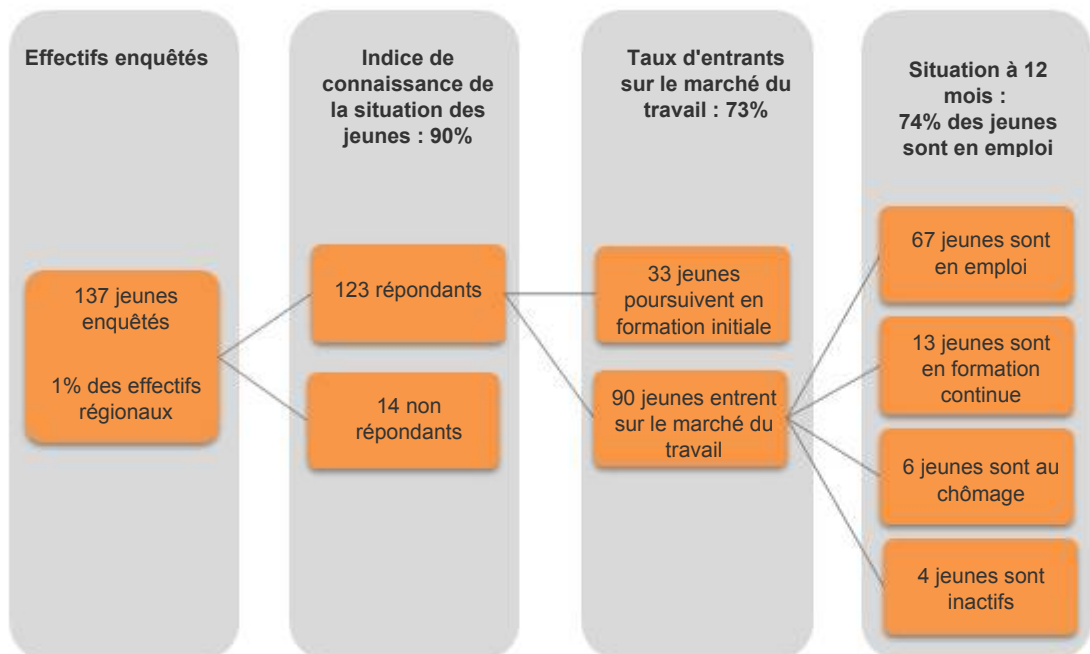 Effectifs enquêtés
137 jeunes
enquêtés
1% des effectifs
régionaux
Indice de
connaissance de
la situation des
jeunes : 90%
123 répondants
14 non
répondants
Taux d'entrants
sur le marché du
travail : 73%
33 jeunes
poursuivent en
formation initiale
90 jeunes entrent
sur le marché du
travail
Situation à 12
mois :
74% des jeunes
sont en emploi
67 jeunes sont
en emploi
13 jeunes sont
en formation
continue
6 jeunes sont au
chômage
4 jeunes sont
inactifs